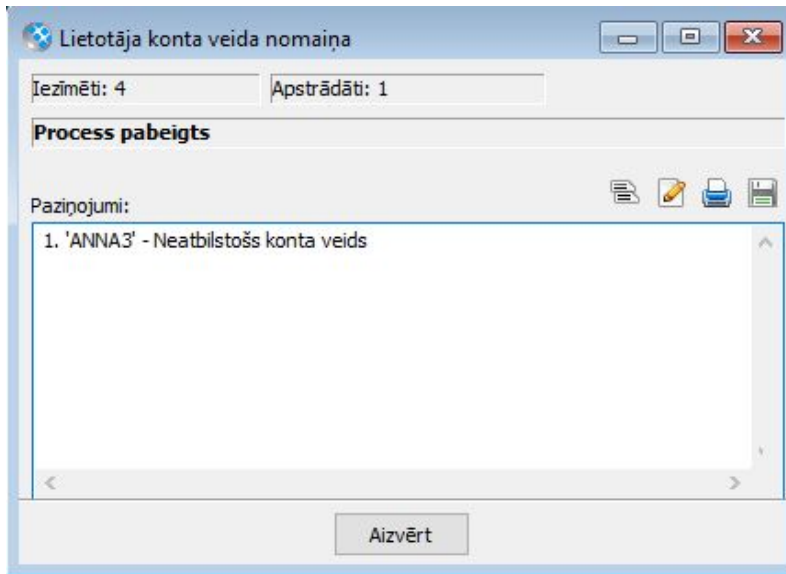 Lietotāja konta veida nomaiņa
Iezīmēti: 4 Apstrādāti: 1
Process pabeigts
Paziņojumi:
1. 'ANNA3' - Neatbilstošs konta veids
Aizvērt